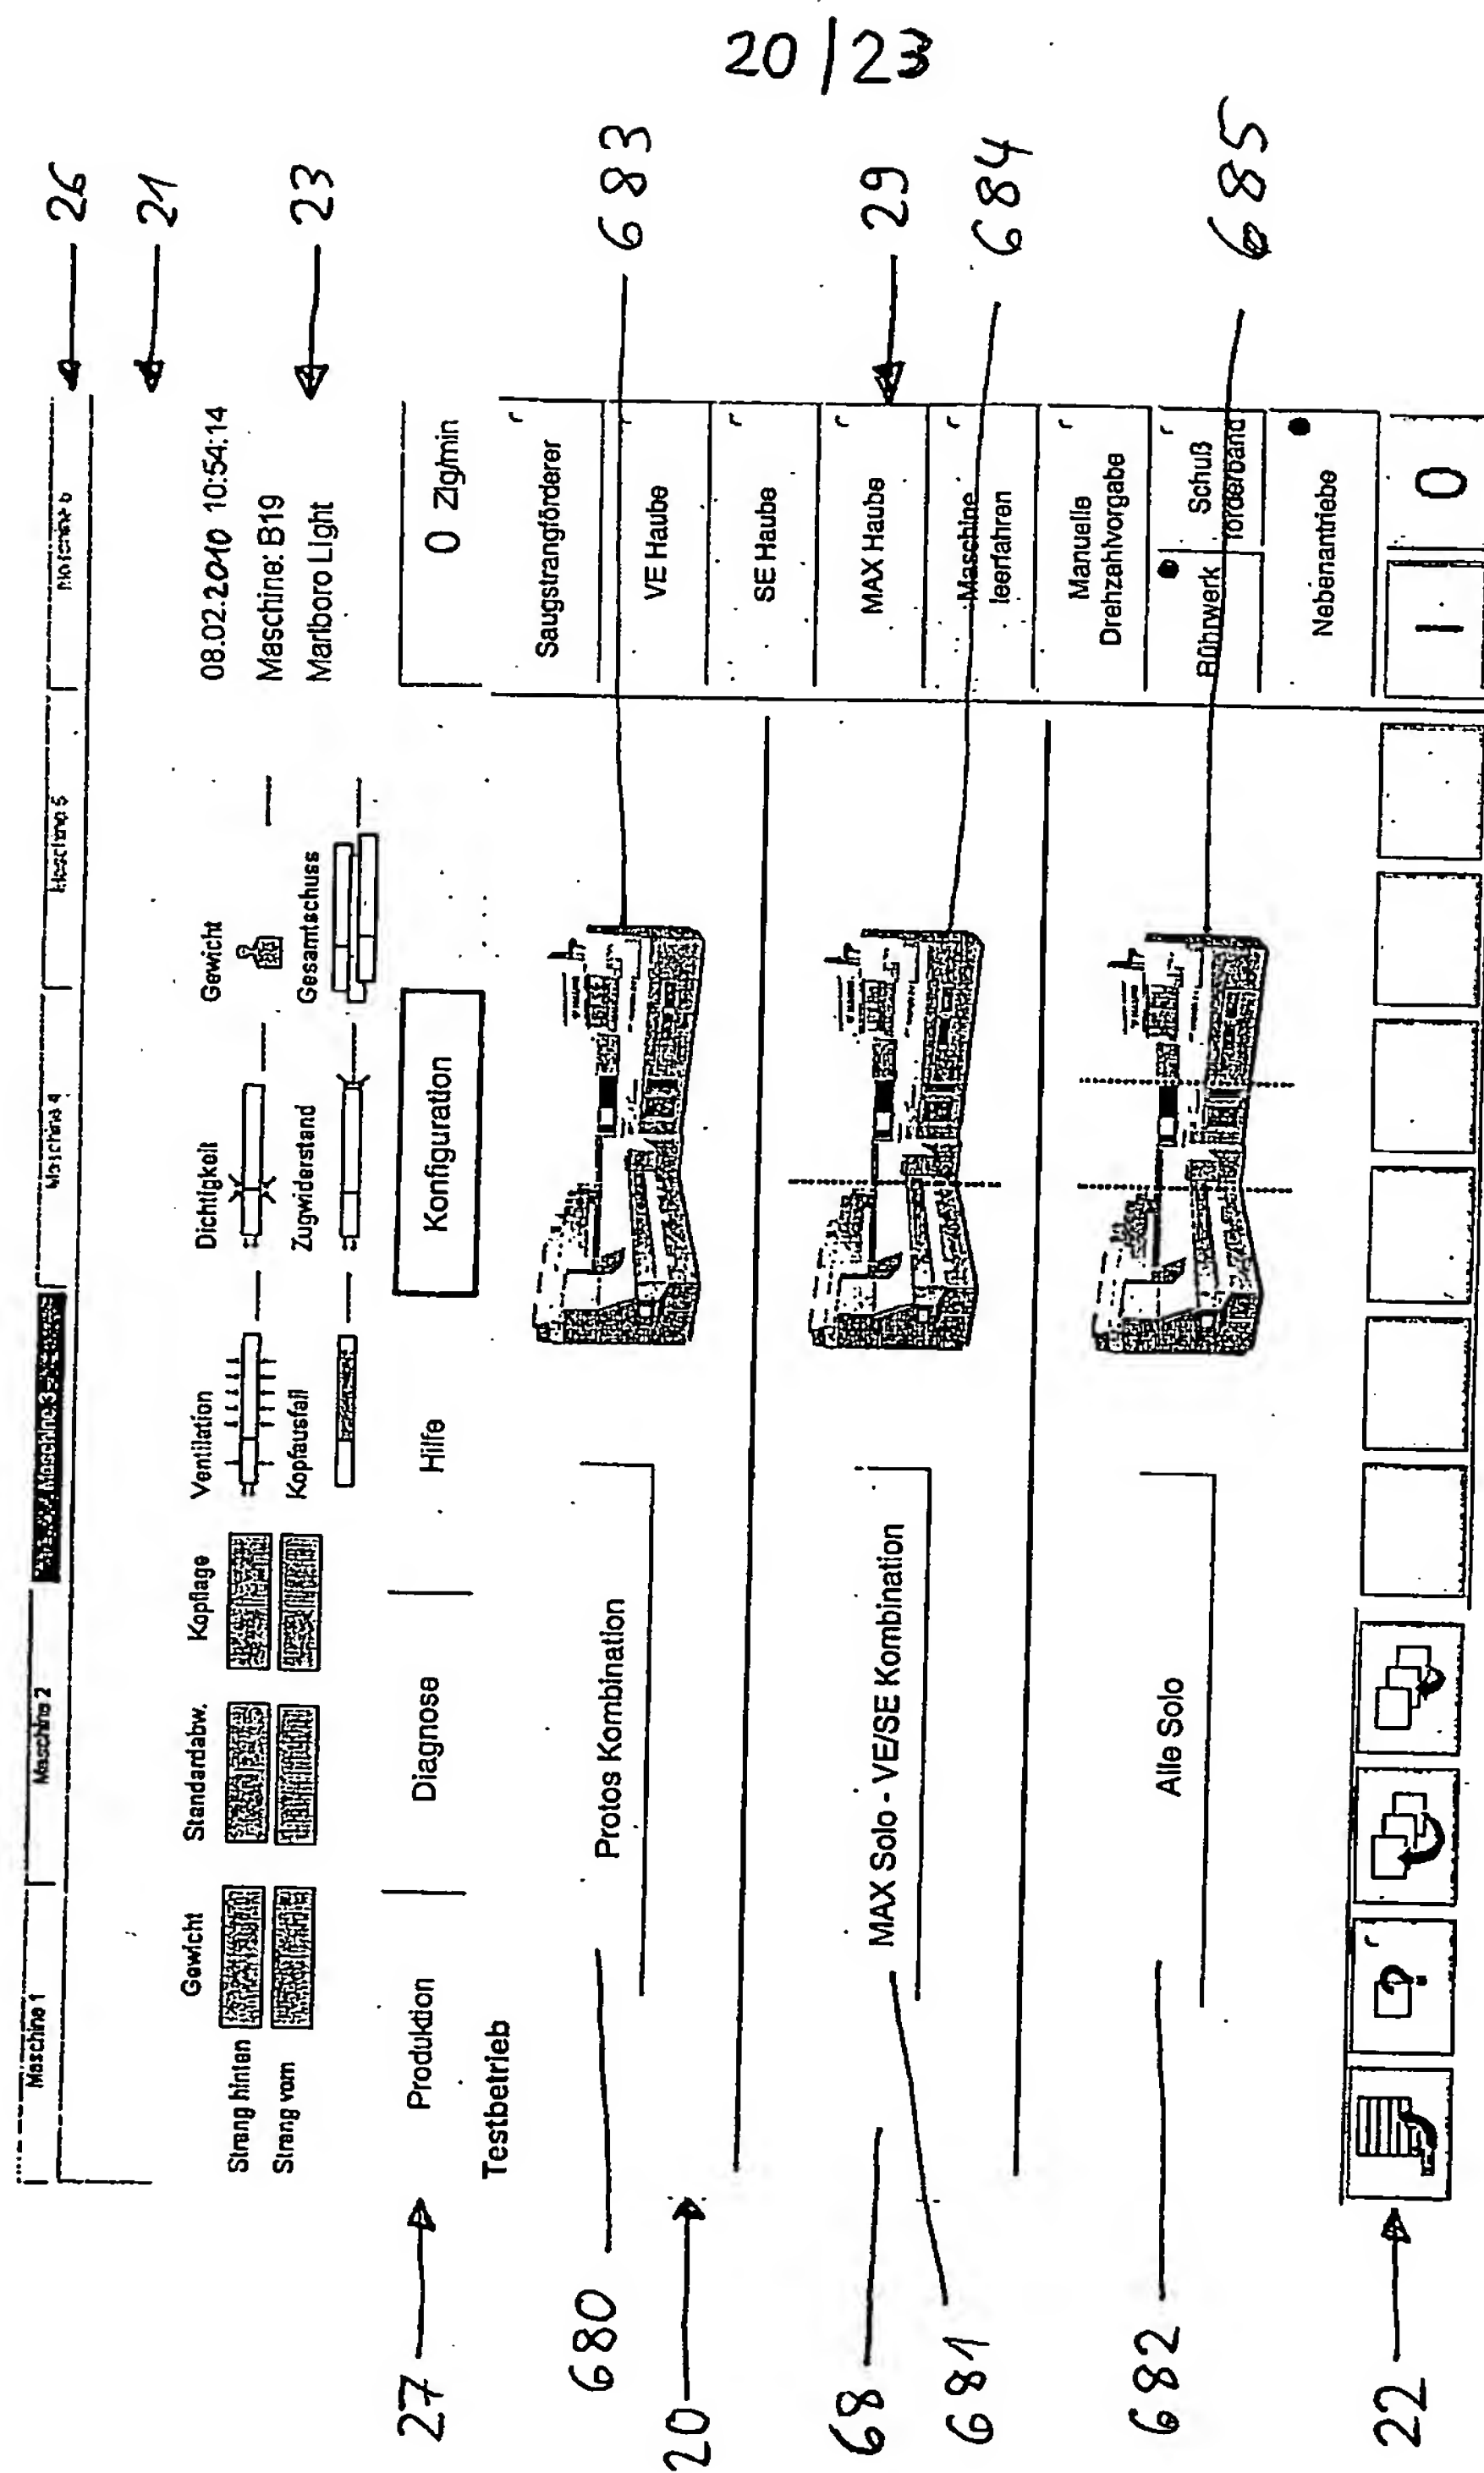 20/23
Maschine 1
Maschine 2
Maschine 3
Maschine 4
Maschine 5
26
21
23
Gewicht
Standardabw.
Kopflage
Ventilation
Dichtigkeit
Gewicht
08.02.2010 10:54:14
Strang hinten
Strang vorn
Kopfausfall
Zugwiderstand
Gesamtschuss
Maschine: B19
Marlboro Light
27
Produktion
Diagnose
Hilfe
Konfiguration
0 Zig/min
Testbetrieb
Saugstrangförderer
680
Protos Kombination
683
VE Haube
20
SE Haube
68
681
MAX Solo - VE/SE Kombination
MAX Haube
29
Maschine
leerfahren
684
Manuelle
Drehzahlvorgabe
682
Alle Solo
Rührwerk
Schuß
förderband
685
Nebenantriebe
22
?
I
0